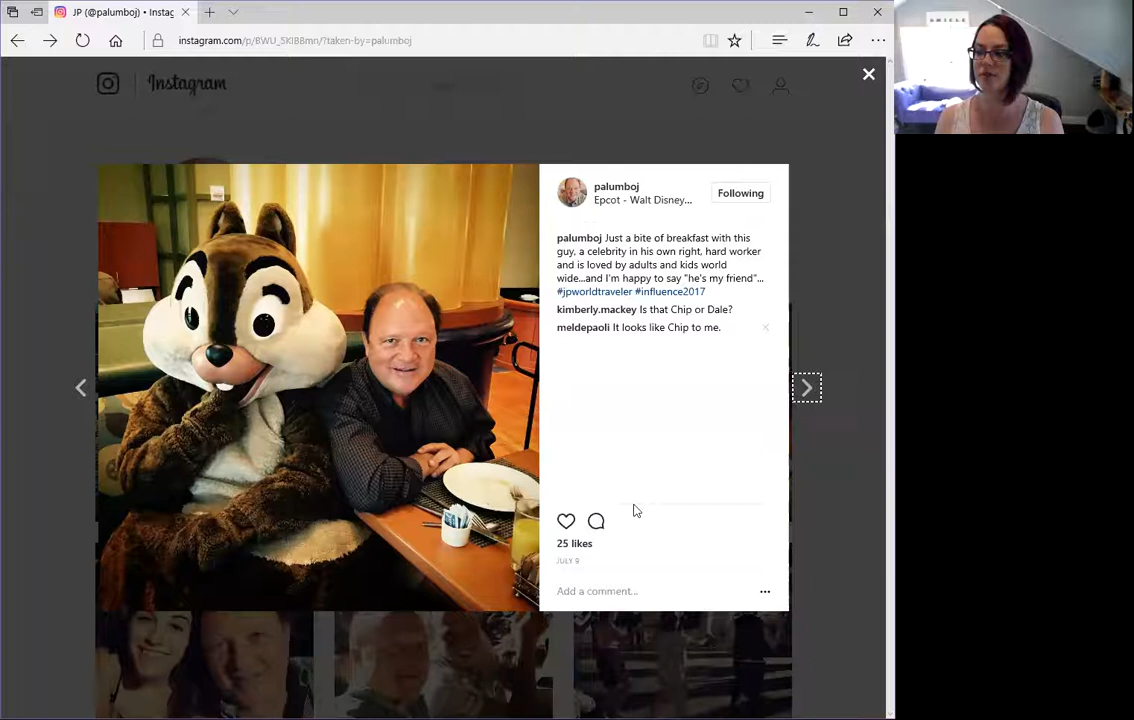 JP (@palumboj) • Instag
instagram.com/p/BWU_SKIBBmn/?taken-by=palumboj
Instagram
palumboj
Epcot - Walt Disney...
Following
palumboj Just a bite of breakfast with this
guy, a celebrity in his own right, hard worker
and is loved by adults and kids world
wide...and I'm happy to say "he's my friend"...
#jpworldtraveler #influence2017
kimberly.mackey Is that Chip or Dale?
meldepaoli It looks like Chip to me.
25 likes
JULY 9
Add a comment...